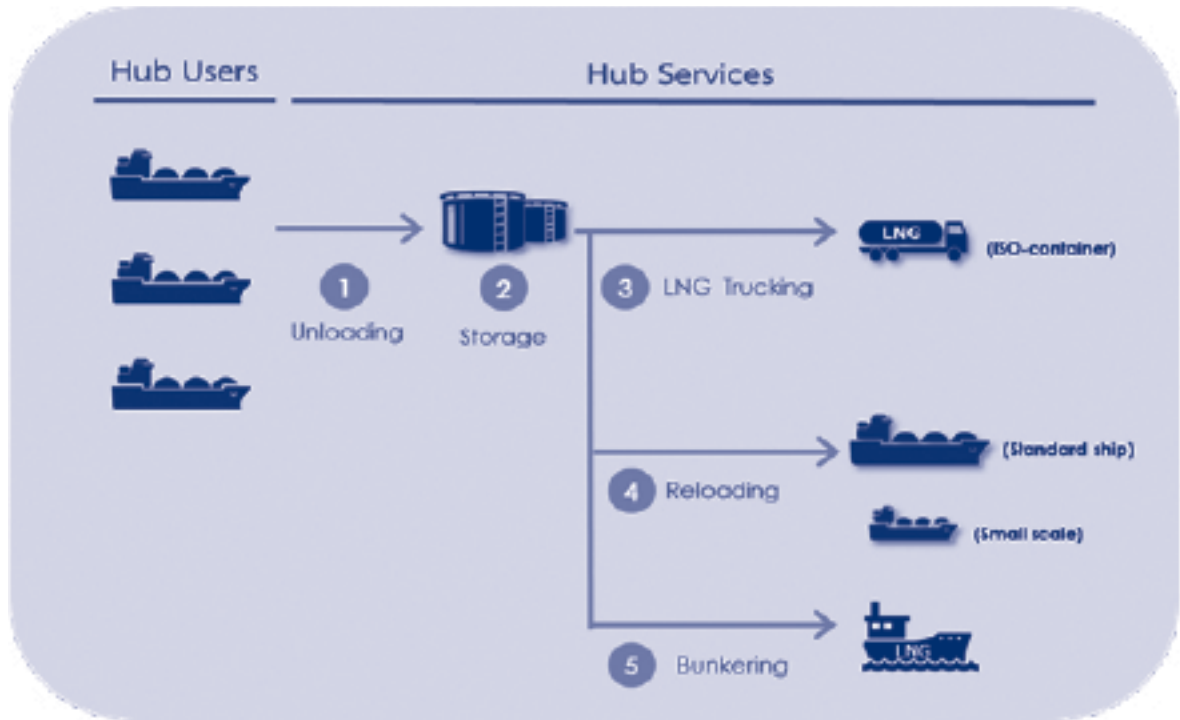 Hub Users
Hub Services
LNG
(ISO-container)
1
2
3 LNG Trucking
Unloading
Storage
(Standard ship)
4 Reloading
(Small scale)
LNG
5 Bunkering